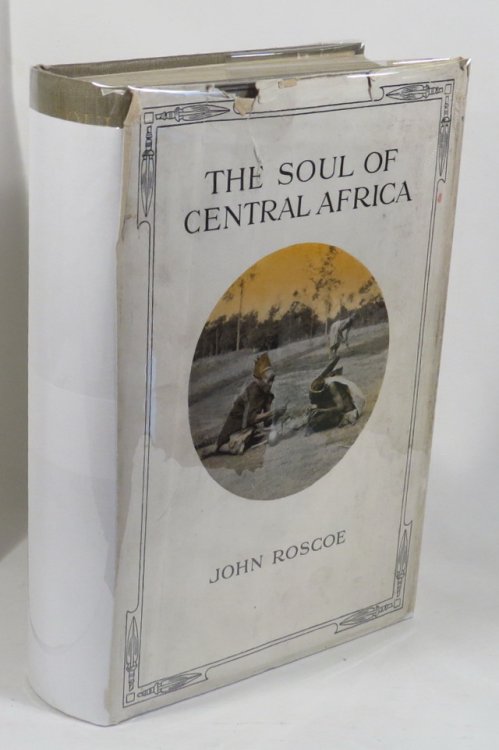 THE SOUL OF
CENTRAL AFRICA
JOHN ROSCOE